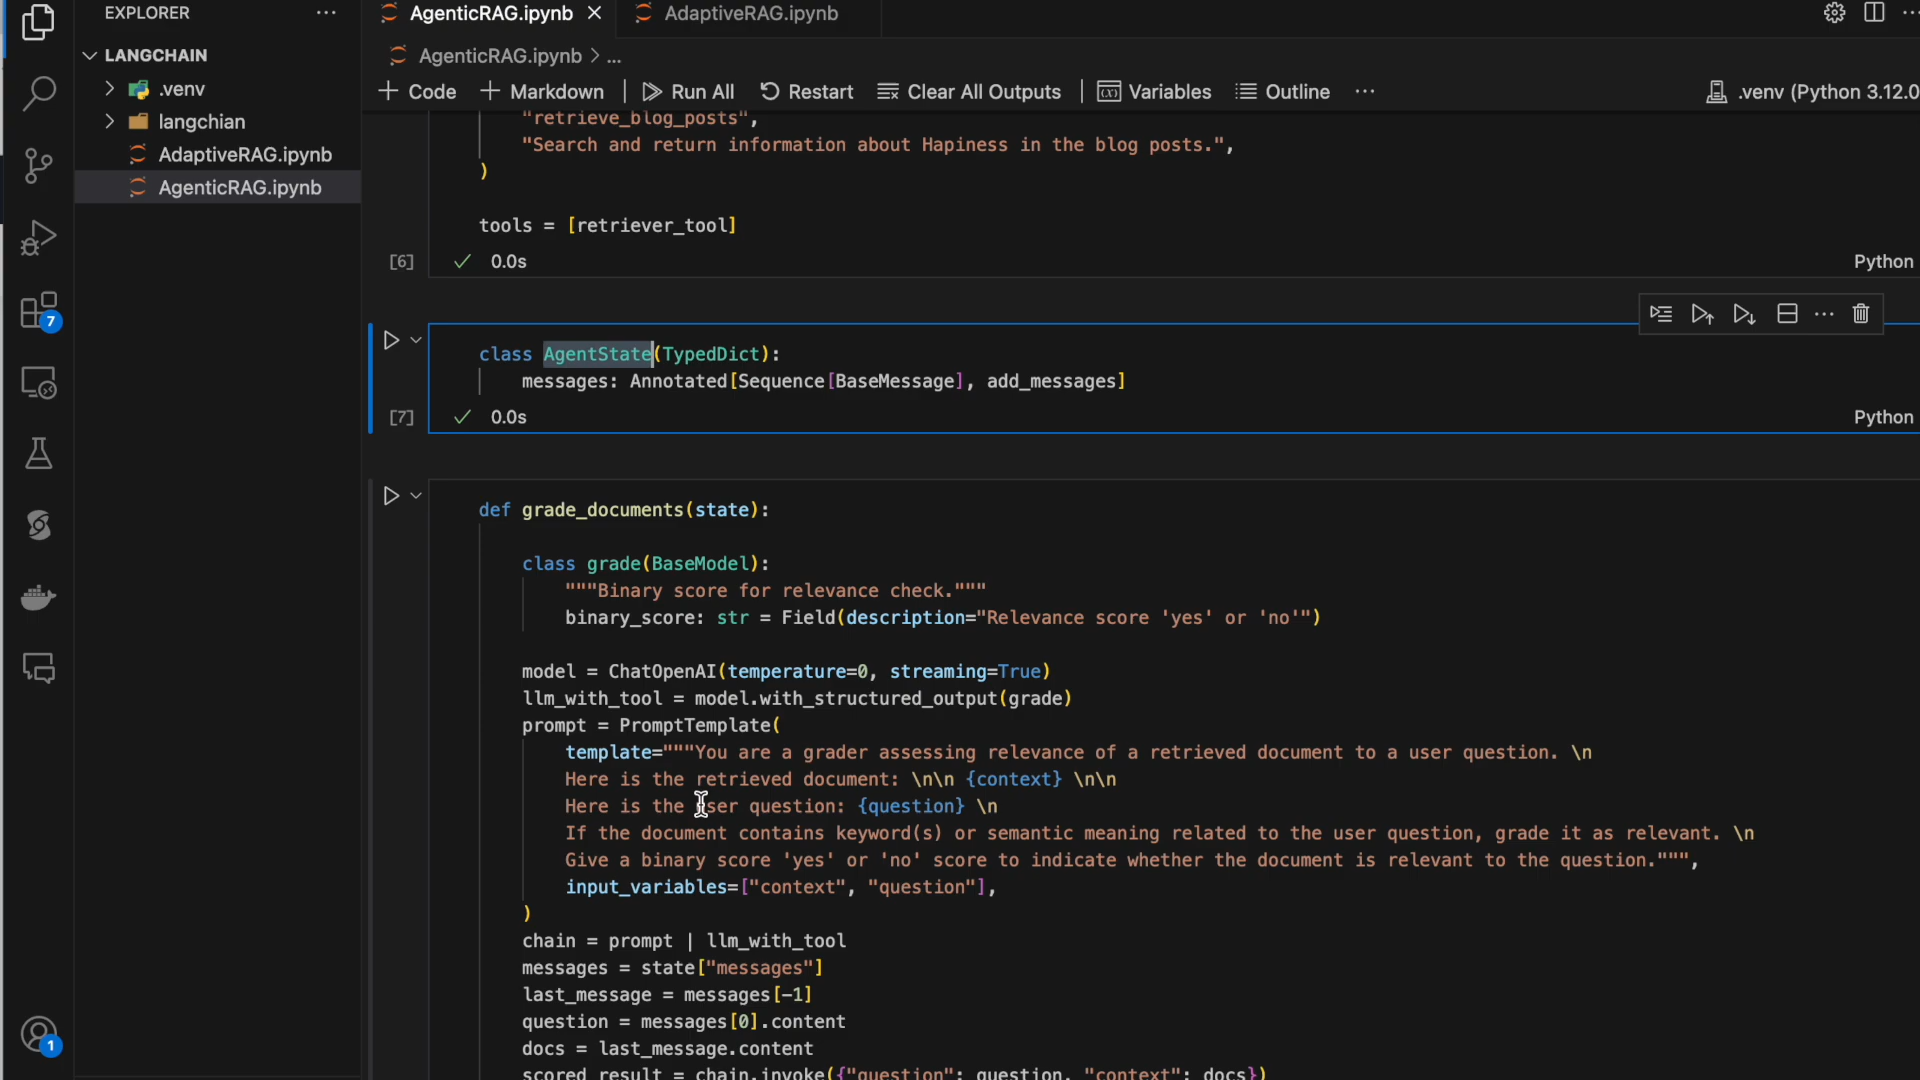 EXPLORER
LANGCHAIN
.venv
langchian
AdaptiveRAG.ipynb
AgenticRAG.ipynb
7
1
AgenticRAG.ipynb
AdaptiveRAG.ipynb
AgenticRAG.ipynb > ...
+ Code + Markdown | Run All Restart Clear All Outputs | Variables Outline ...
.venv (Python 3.12.0
"retrieve_blog_posts",
"Search and return information about Hapiness in the blog posts.",
)
tools = [retriever_tool]
[6] ✓ 0.0s Python
class AgentState(TypedDict):
messages: Annotated[Sequence[BaseMessage], add_messages]
[7] ✓ 0.0s Python
def grade_documents(state):
class grade(BaseModel):
"""Binary score for relevance check."""
binary_score: str = Field(description="Relevance score 'yes' or 'no'")
model = ChatOpenAI(temperature=0, streaming=True)
llm_with_tool = model.with_structured_output(grade)
prompt = PromptTemplate(
template="""You are a grader assessing relevance of a retrieved document to a user question. \n
Here is the retrieved document: \n\n {context} \n\n
Here is the user question: {question} \n
If the document contains keyword(s) or semantic meaning related to the user question, grade it as relevant. \n
Give a binary score 'yes' or 'no' score to indicate whether the document is relevant to the question.""",
input_variables=["context", "question"],
)
chain = prompt | llm_with_tool
messages = state["messages"]
last_message = messages[-1]
question = messages[0].content
docs = last_message.content
scored_result = chain.invoke({"question": question, "context": docs})